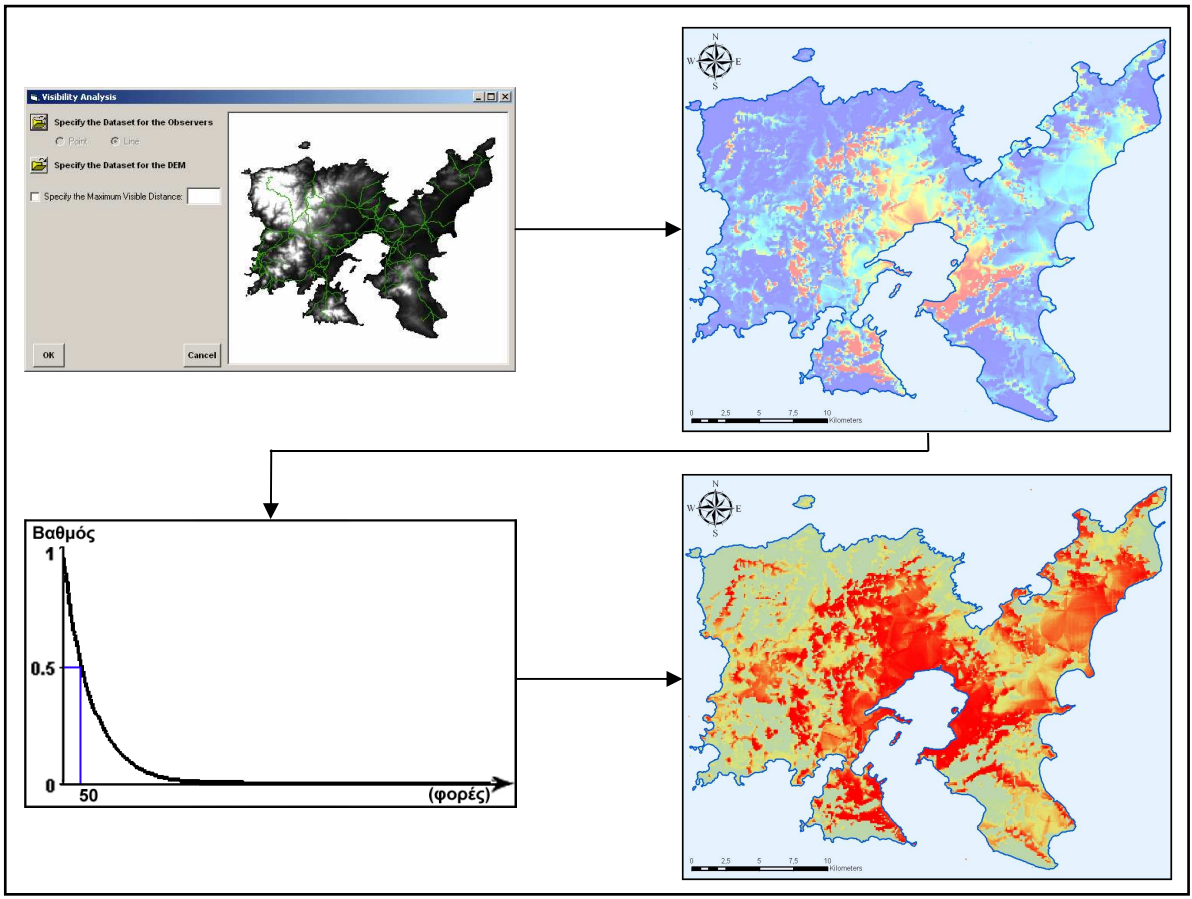 Visibility Analysis
Specify the Dataset for the Observers
Point Line
Specify the Dataset for the DEM
Specify the Maximum Visible Distance:
OK Cancel
N
W E
S
0 2,5 5 7,5 10
Kilometers
Βαθμός
1
0.5
0
50 (φορές)
N
W E
S
0 2,5 5 7,5 10
Kilometers